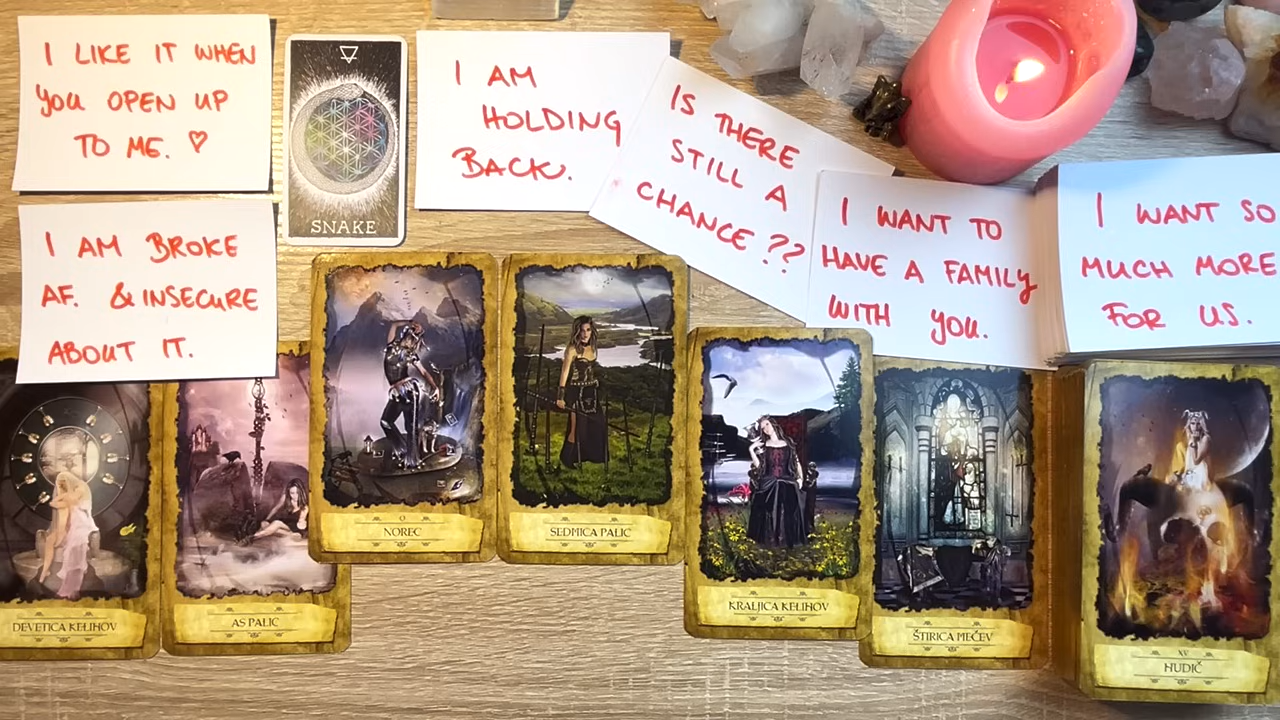 I LIKE IT WHEN
YOU OPEN UP
TO ME. ♡
SNAKE
I AM
HOLDING
BACK.
IS THERE
STILL A
CHANCE??
I WANT TO
HAVE A FAMILY
WITH YOU.
I WANT SO
MUCH MORE
FOR US.
I AM BROKE
AF. & INSECURE
ABOUT IT.
DEVETICA KELIHOV
AS PALIC
0
NOREC
SEDMICA PALIC
KRALJICA KELIHOV
ŠTIRICA MEČEV
XV
HUDIČ